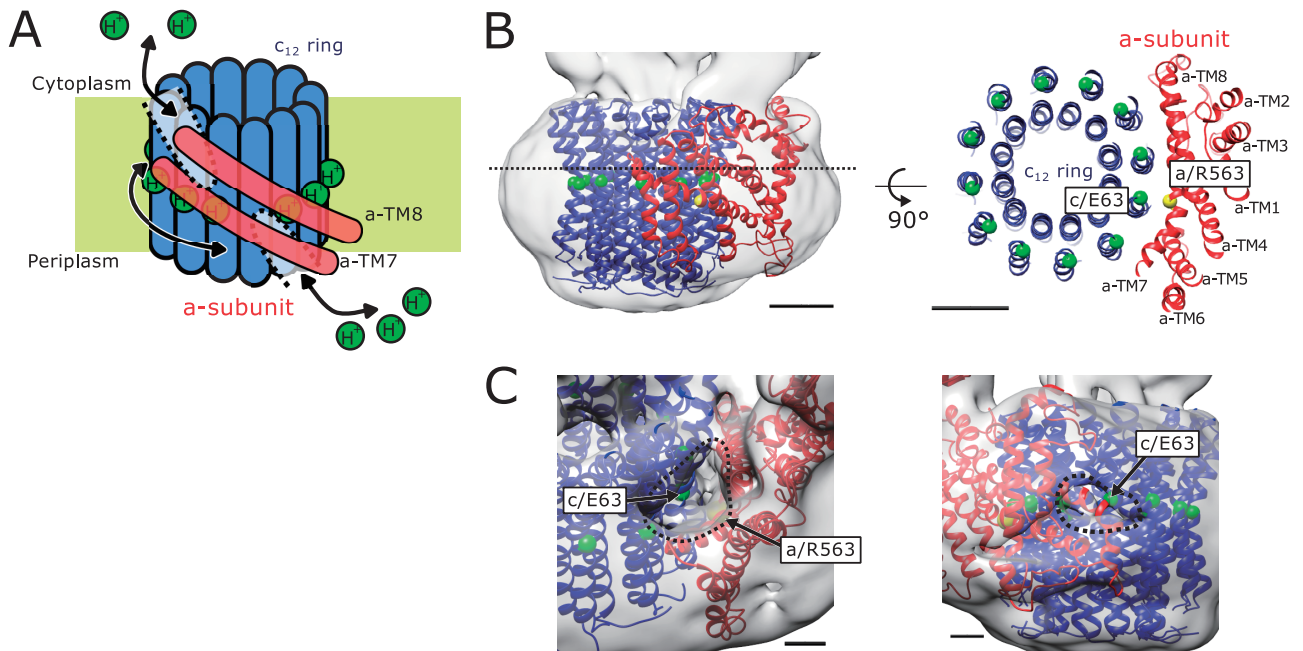 A
H+
H+
c12 ring
Cytoplasm
H+
H+
H+
H+
H+
H+
H+
a-TM8
Periplasm
a-TM7
a-subunit
H+
H+
H+
H+
B
90°
a-subunit
a-TM8
a-TM2
a-TM3
a/R563
c12 ring
c/E63
a-TM1
a-TM4
a-TM5
a-TM7
a-TM6
C
c/E63
a/R563
c/E63